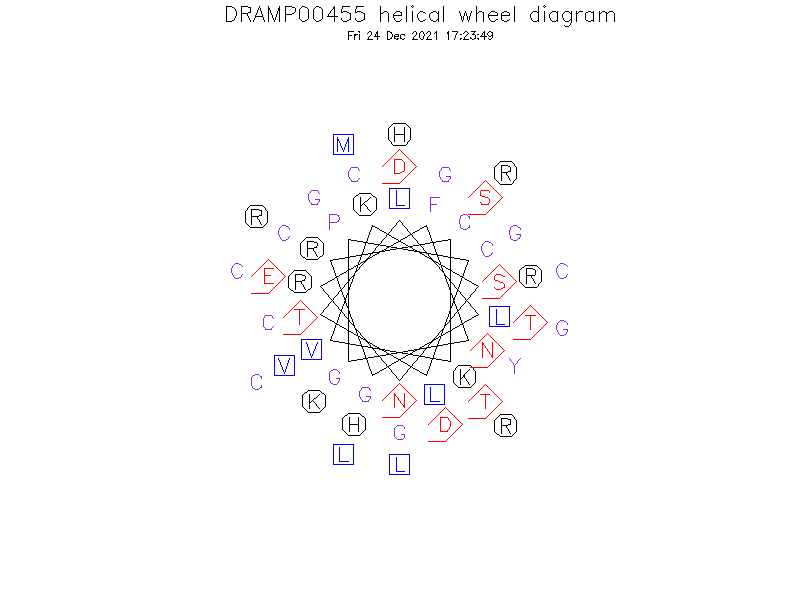 DRAMP00455 helical wheel diagram
Fri 24 Dec 2021 17:23:49
H
M
D
C G R
G L S
K F
R
P C
C G
R C
C E R C
R S
T L
C T G
V N
V Y
G K
C
G L
K N T
H D R
G
L
L